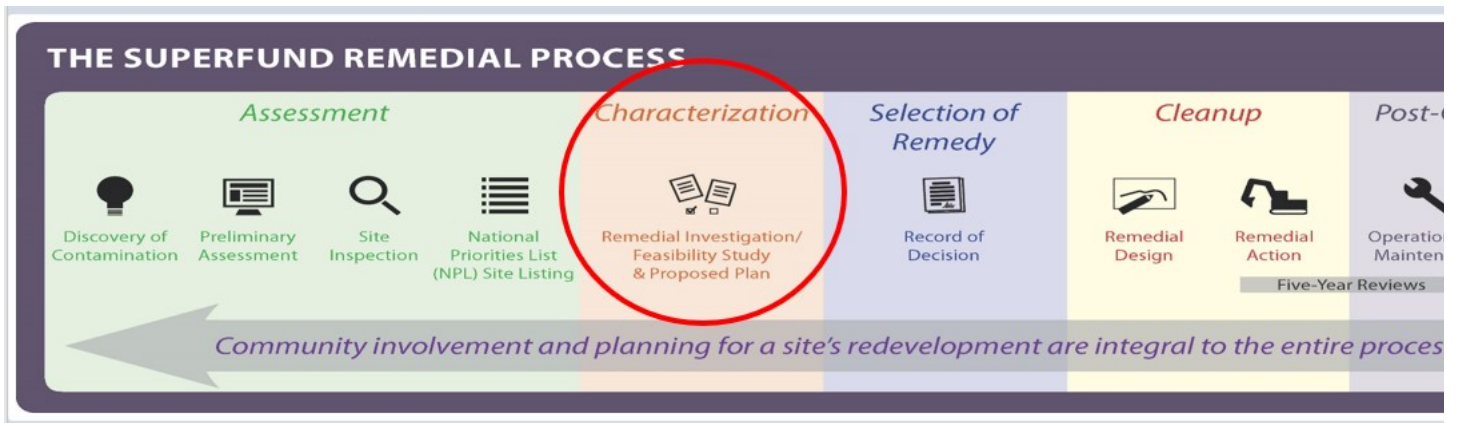 THE SUPERFUND REMEDIAL PROCESS
Assessment
Discovery of
Contamination
Preliminary
Assessment
Site
Inspection
National
Priorities List
(NPL) Site Listing
Characterization
Remedial Investigation/
Feasibility Study
& Proposed Plan
Selection of
Remedy
Record of
Decision
Cleanup
Remedial
Design
Remedial
Action
Post-
Five-Year Reviews
Community involvement and planning for a site's redevelopment are integral to the entire